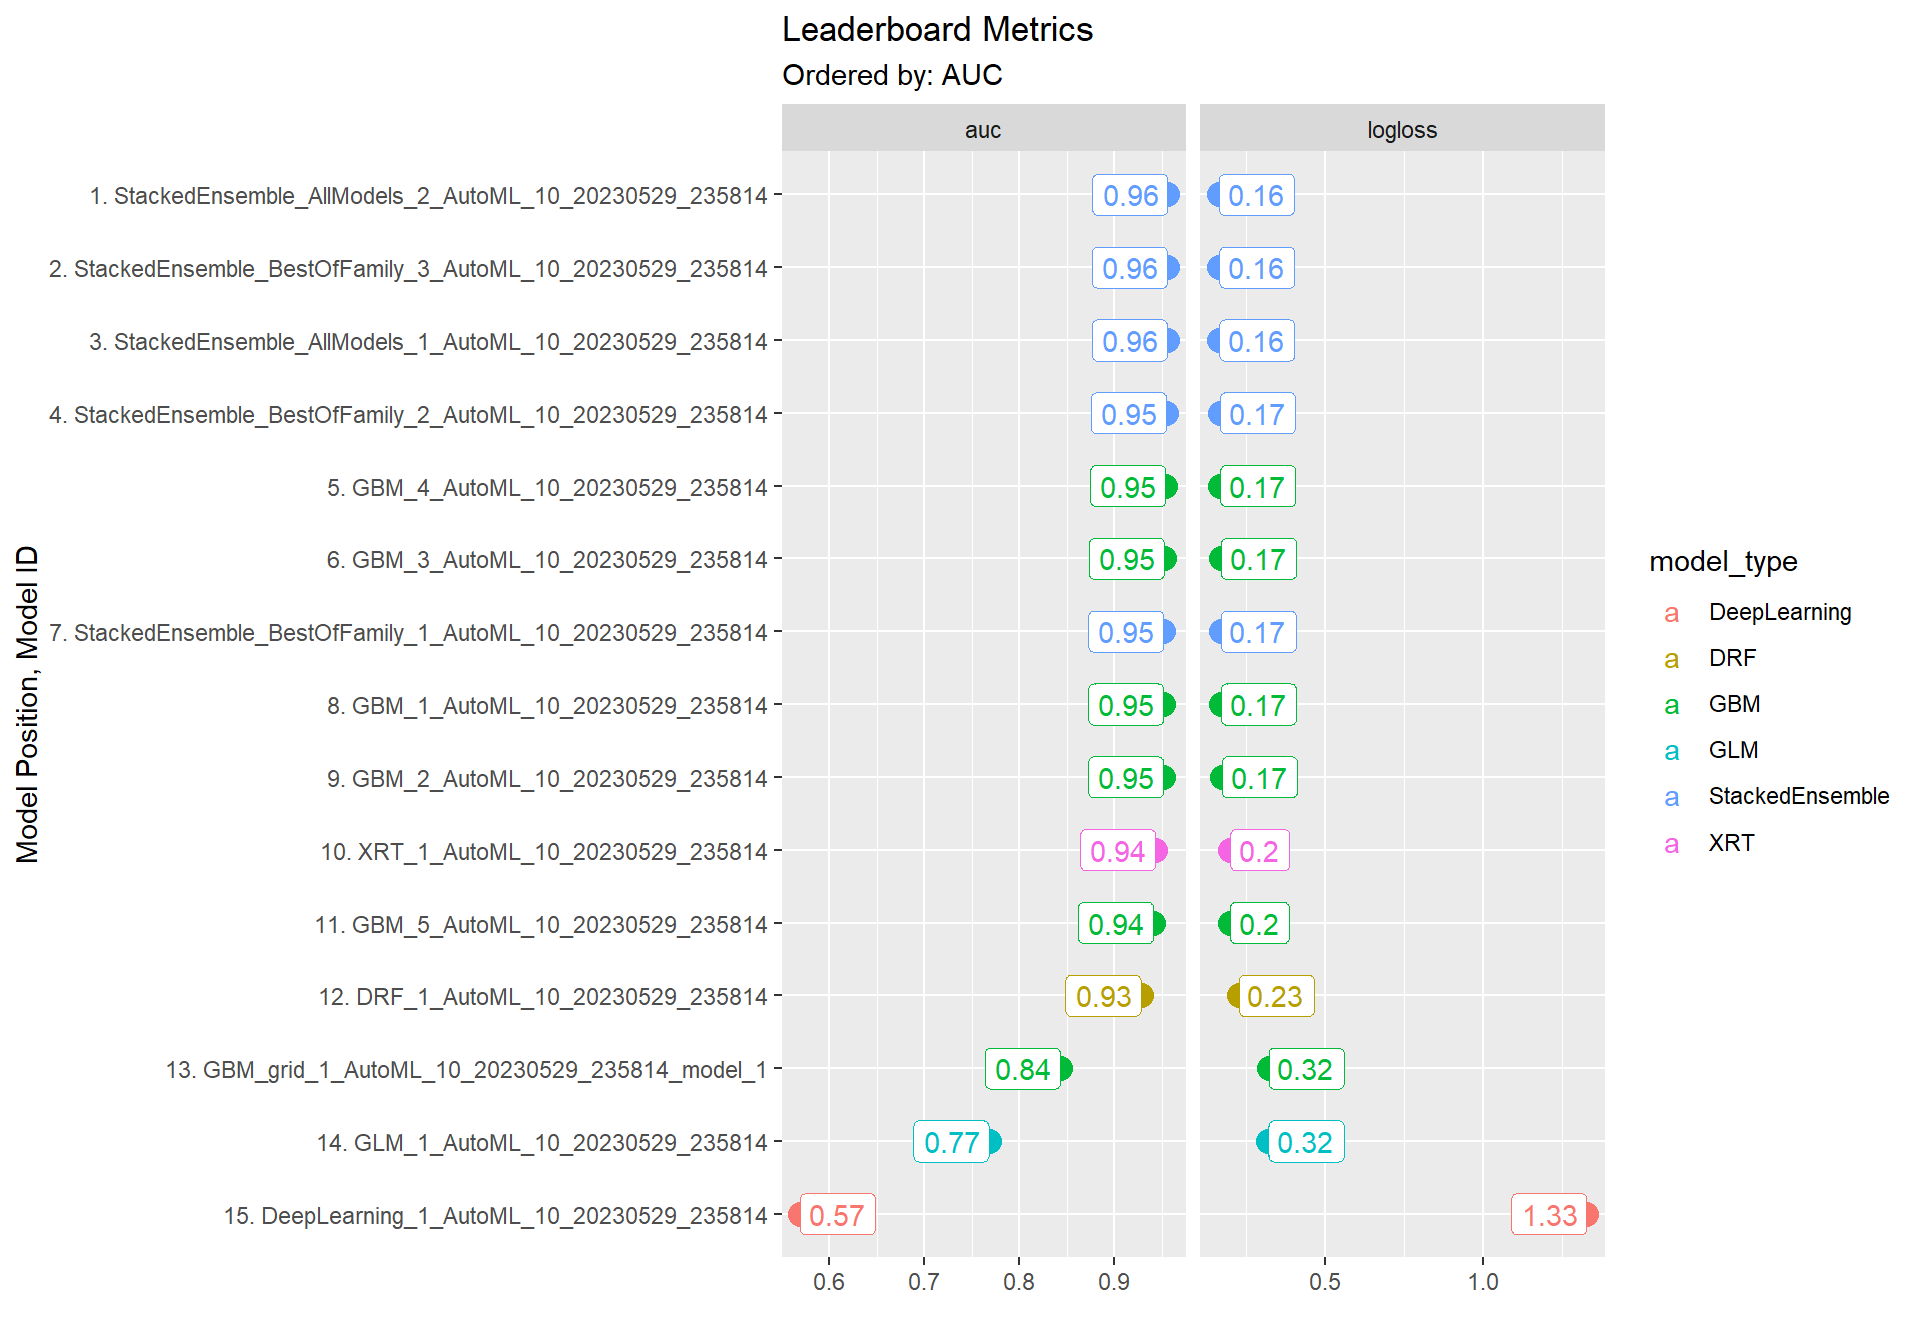 Leaderboard Metrics
Ordered by: AUC
auc logloss
1. StackedEnsemble_AllModels_2_AutoML_10_20230529_235814 0.96 0.16
2. StackedEnsemble_BestOfFamily_3_AutoML_10_20230529_235814 0.96 0.16
3. StackedEnsemble_AllModels_1_AutoML_10_20230529_235814 0.96 0.16
4. StackedEnsemble_BestOfFamily_2_AutoML_10_20230529_235814 0.95 0.17
5. GBM_4_AutoML_10_20230529_235814 0.95 0.17
6. GBM_3_AutoML_10_20230529_235814 0.95 0.17
7. StackedEnsemble_BestOfFamily_1_AutoML_10_20230529_235814 0.95 0.17
8. GBM_1_AutoML_10_20230529_235814 0.95 0.17
9. GBM_2_AutoML_10_20230529_235814 0.95 0.17
10. XRT_1_AutoML_10_20230529_235814 0.94 0.2
11. GBM_5_AutoML_10_20230529_235814 0.94 0.2
12. DRF_1_AutoML_10_20230529_235814 0.93 0.23
13. GBM_grid_1_AutoML_10_20230529_235814_model_1 0.84 0.32
14. GLM_1_AutoML_10_20230529_235814 0.77 0.32
15. DeepLearning_1_AutoML_10_20230529_235814 0.57 1.33
0.6 0.7 0.8 0.9 0.5 1.0
Model Position, Model ID
model_type
a DeepLearning
a DRF
a GBM
a GLM
a StackedEnsemble
a XRT